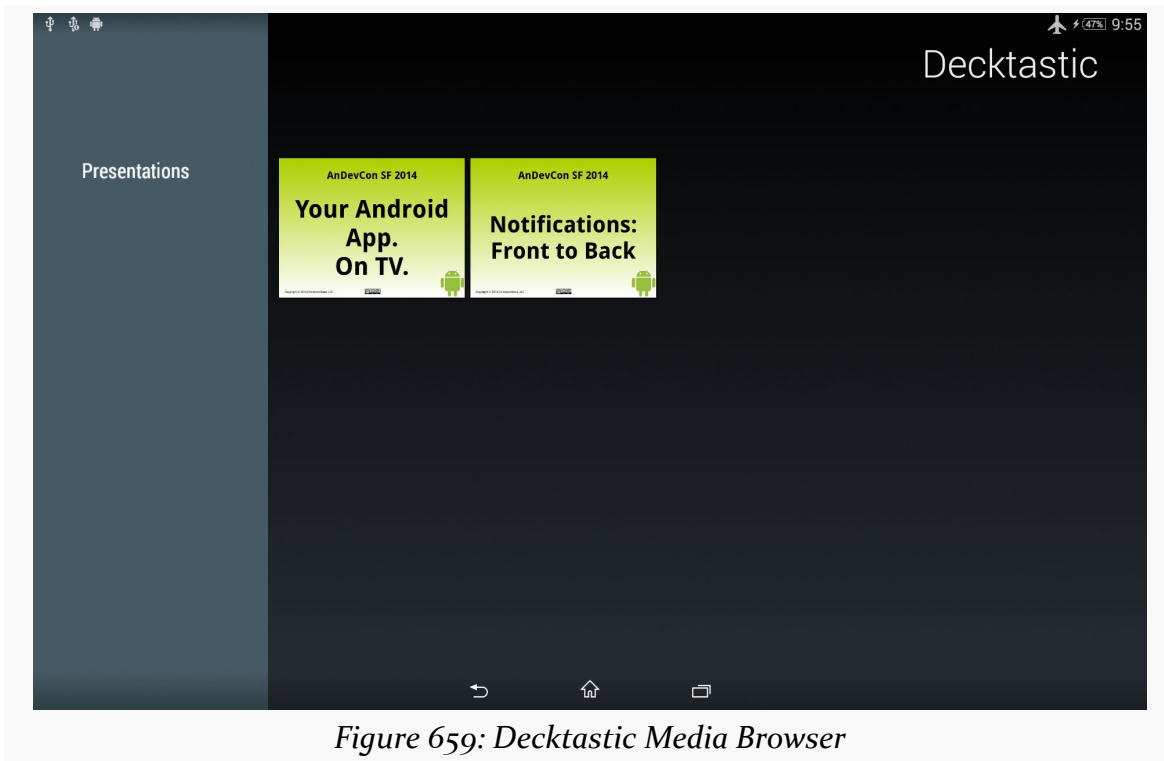 47%
9:55
Decktastic
Presentations
AnDevCon SF 2014
Your Android
App.
On TV.
AnDevCon SF 2014
Notifications:
Front to Back
Figure 659: Decktastic Media Browser